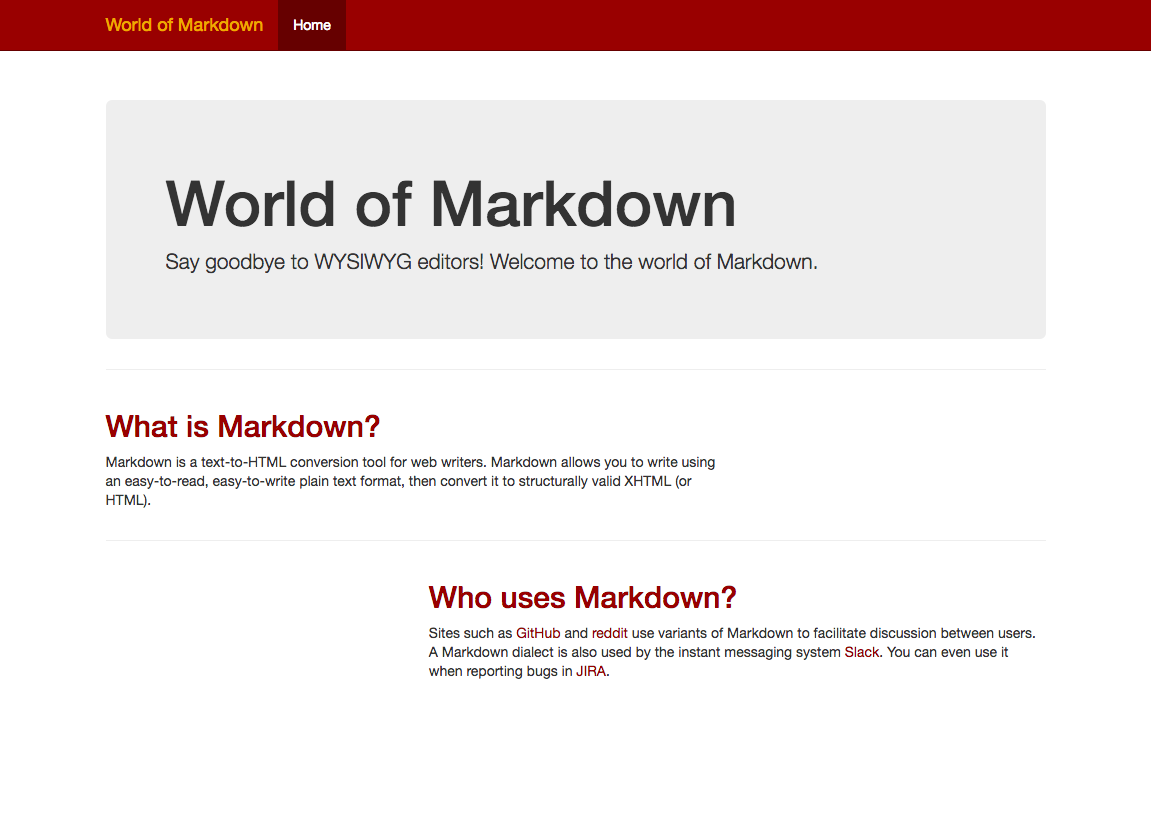 World of Markdown
Home
World of Markdown
Say goodbye to WYSIWYG editors! Welcome to the world of Markdown.
What is Markdown?
Markdown is a text-to-HTML conversion tool for web writers. Markdown allows you to write using
an easy-to-read, easy-to-write plain text format, then convert it to structurally valid XHTML (or
HTML).
Who uses Markdown?
Sites such as GitHub and reddit use variants of Markdown to facilitate discussion between users.
A Markdown dialect is also used by the instant messaging system Slack. You can even use it
when reporting bugs in JIRA.